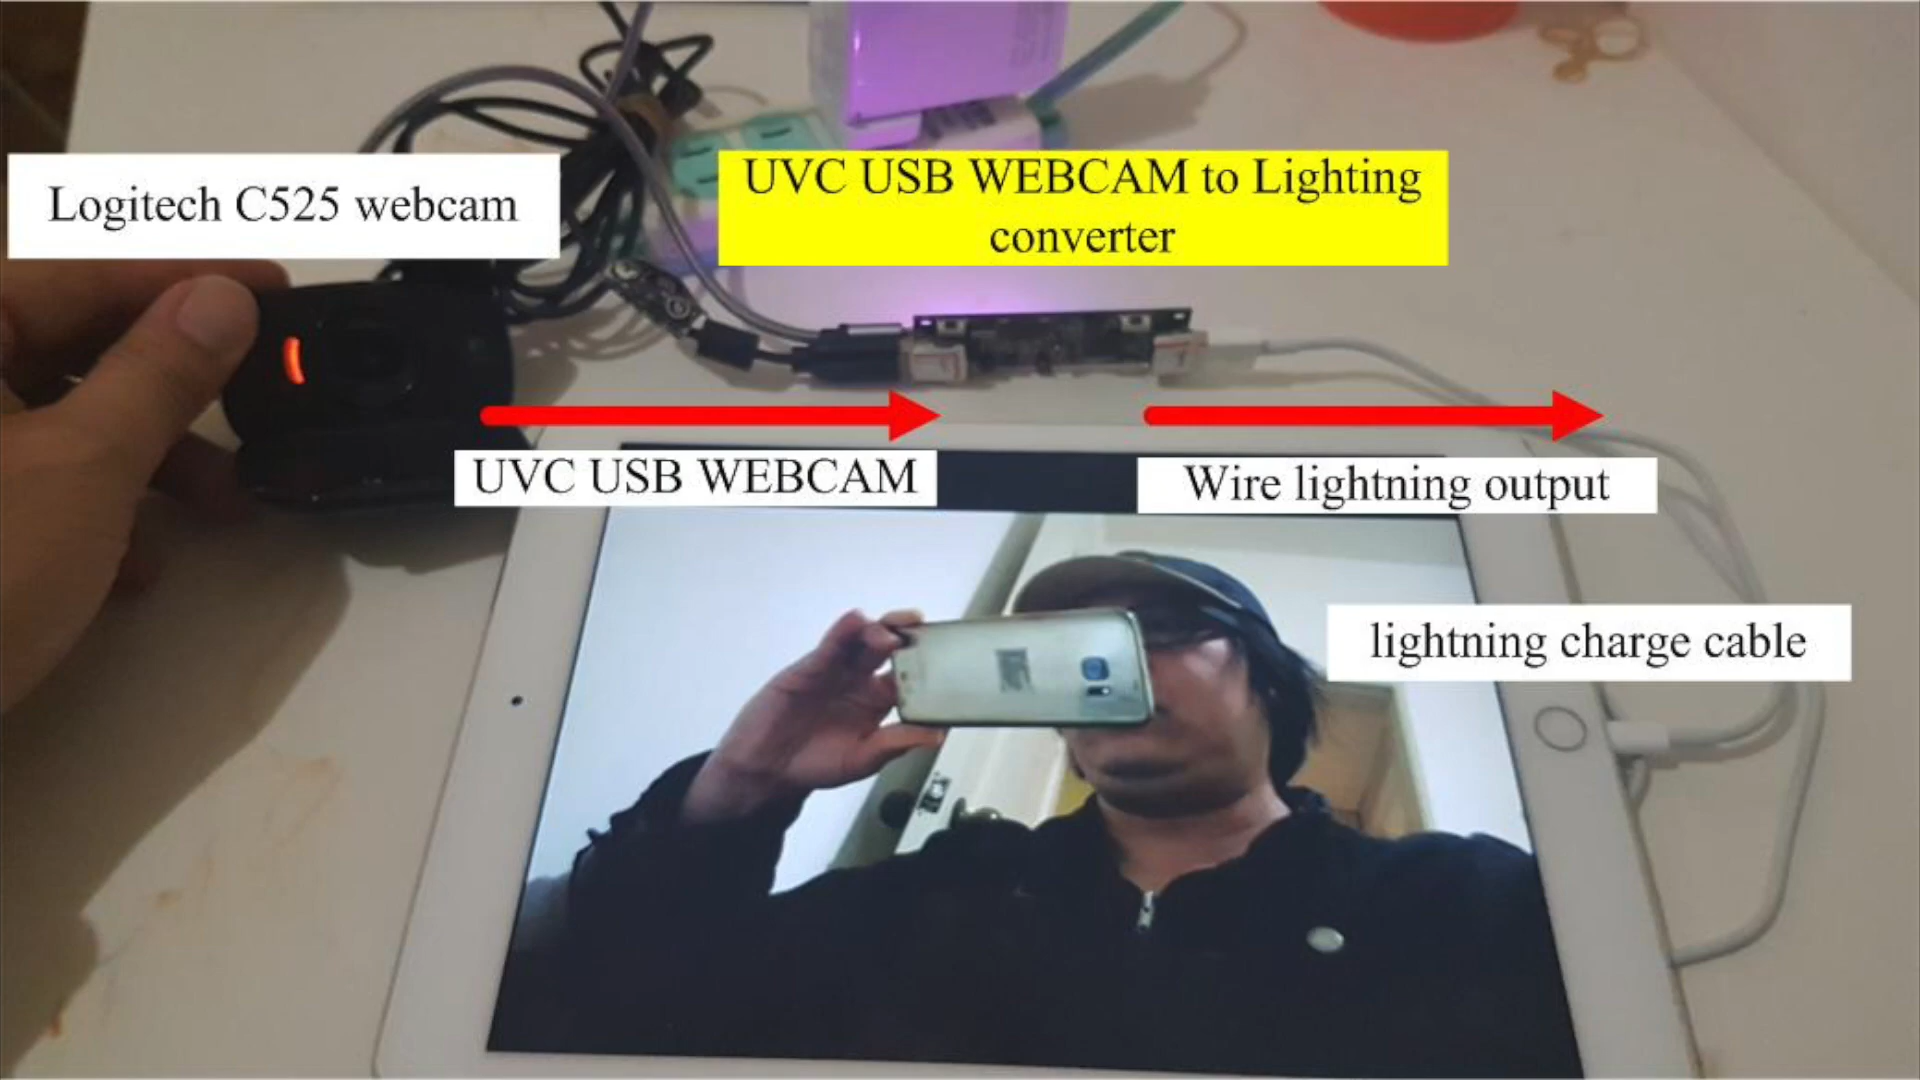 Logitech C525 webcam
UVC USB WEBCAM to Lighting
converter
UVC USB WEBCAM
Wire lightning output
lightning charge cable